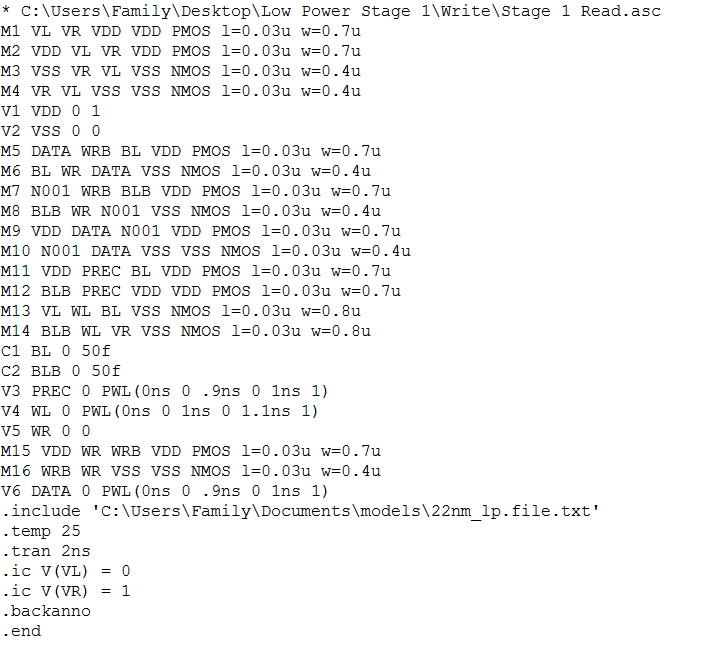 * C:\Users\Family\Desktop\Low Power Stage 1\Write\Stage 1 Read.asc
M1 VL VR VDD VDD PMOS l=0.03u w=0.7u
M2 VDD VL VR VDD PMOS l=0.03u w=0.7u
M3 VSS VR VL VSS NMOS l=0.03u w=0.4u
M4 VR VL VSS VSS NMOS l=0.03u w=0.4u
V1 VDD 0 1
V2 VSS 0 0
M5 DATA WRB BL VDD PMOS l=0.03u w=0.7u
M6 BL WR DATA VSS NMOS l=0.03u w=0.4u
M7 N001 WRB BLB VDD PMOS l=0.03u w=0.7u
M8 BLB WR N001 VSS NMOS l=0.03u w=0.4u
M9 VDD DATA N001 VDD PMOS l=0.03u w=0.7u
M10 N001 DATA VSS VSS NMOS l=0.03u w=0.4u
M11 VDD PREC BL VDD PMOS l=0.03u w=0.7u
M12 BLB PREC VDD VDD PMOS l=0.03u w=0.7u
M13 VL WL BL VSS NMOS l=0.03u w=0.8u
M14 BLB WL VR VSS NMOS l=0.03u w=0.8u
C1 BL 0 50f
C2 BLB 0 50f
V3 PREC 0 PWL(0ns 0 .9ns 0 1ns 1)
V4 WL 0 PWL(0ns 0 1ns 0 1.1ns 1)
V5 WR 0 0
M15 VDD WR WRB VDD PMOS l=0.03u w=0.7u
M16 WRB WR VSS VSS NMOS l=0.03u w=0.4u
V6 DATA 0 PWL(0ns 0 .9ns 0 1ns 1)
.include 'C:\Users\Family\Documents\models\22nm_lp.file.txt'
.temp 25
.tran 2ns
.ic V(VL) = 0
.ic V(VR) = 1
.backanno
.end